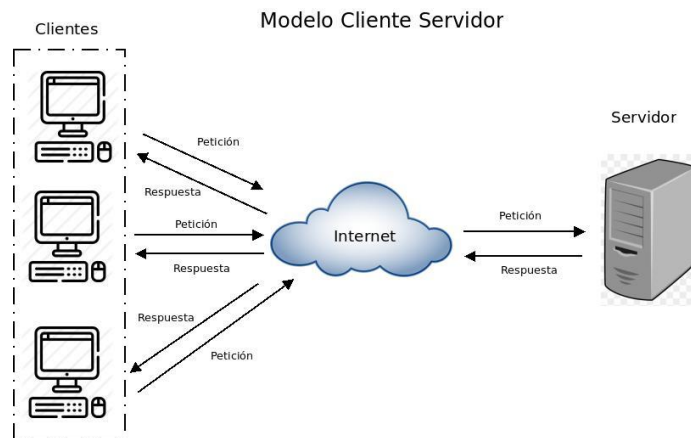 Modelo Cliente Servidor
Clientes
Servidor
Petición
Respuesta
Petición
Respuesta
Internet
Petición
Respuesta
Respuesta
Petición